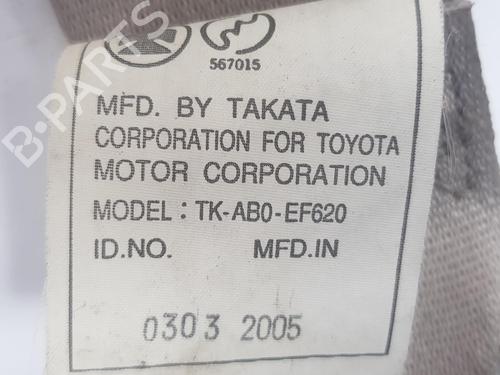 567015
MFD. BY TAKATA
CORPORATION FOR TOYOTA
MOTOR CORPORATION
MODEL : TK-AB0-EF620
ID.NO. MFD.IN
0303 2005
B-PARTS